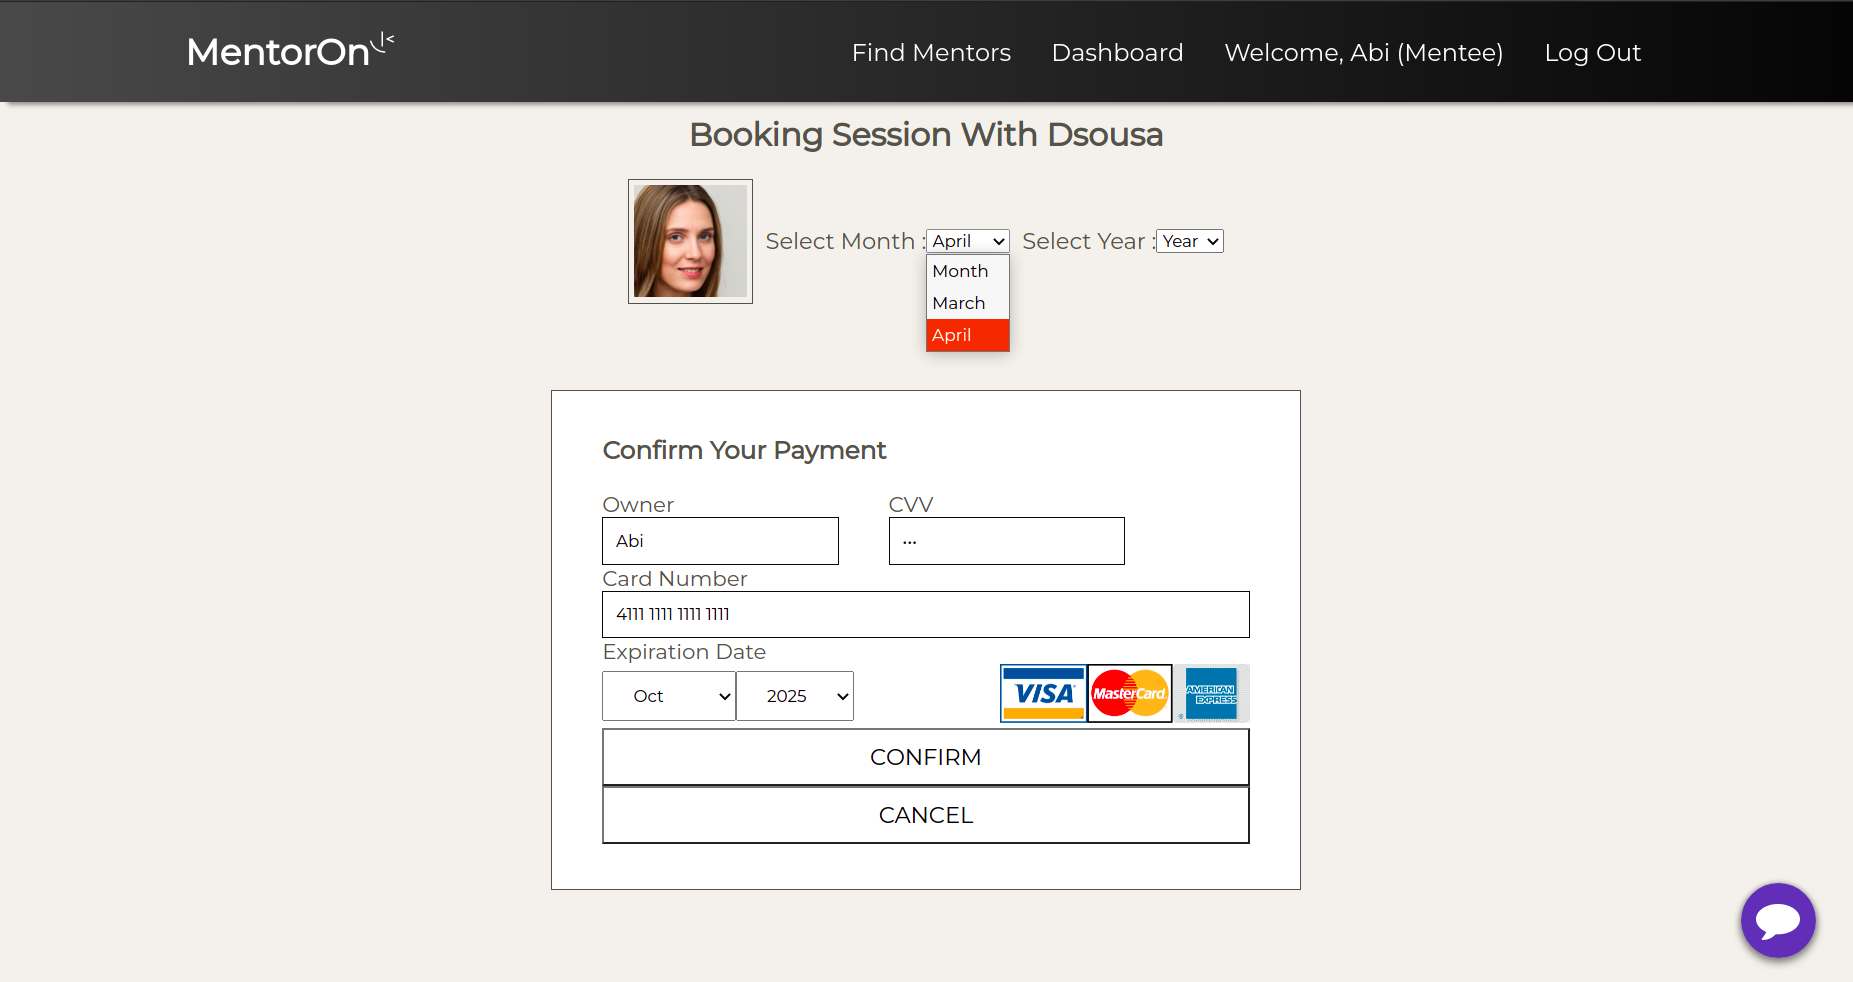 MentorOn
Find Mentors Dashboard Welcome, Abi (Mentee) Log Out
Booking Session With Dsousa
Select Month : April Select Year : Year
Month
March
April
Confirm Your Payment
Owner CVV
Abi •••
Card Number
4111 1111 1111 1111
Expiration Date
Oct 2025
VISA MasterCard AMERICAN EXPRESS
CONFIRM
CANCEL